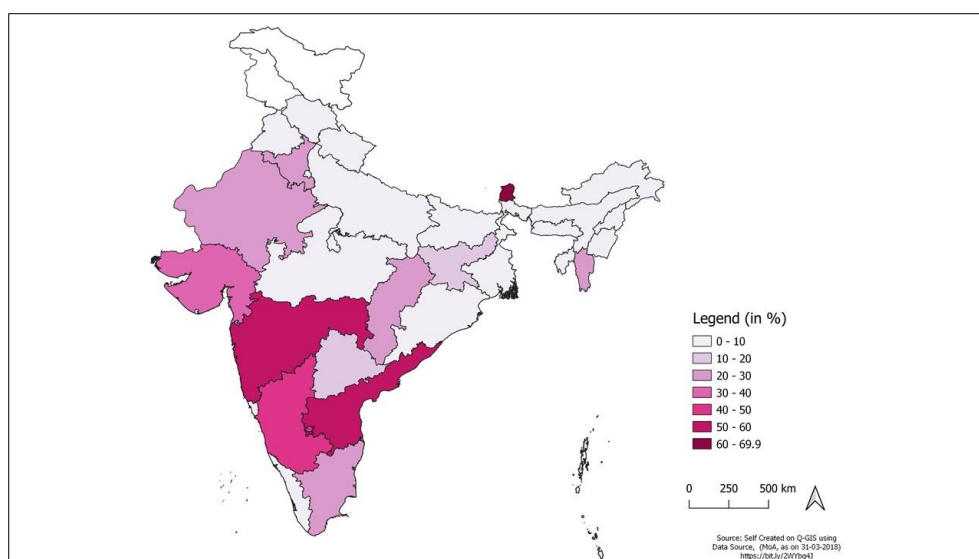 Legend (in %)
0 - 10
10 - 20
20 - 30
30 - 40
40 - 50
50 - 60
60 - 69.9
0 250 500 km
Source: Self Created on Q-GIS using
Data Source, (MoA, as on 31-03-2018)
https://bit.ly/2WYbq4J